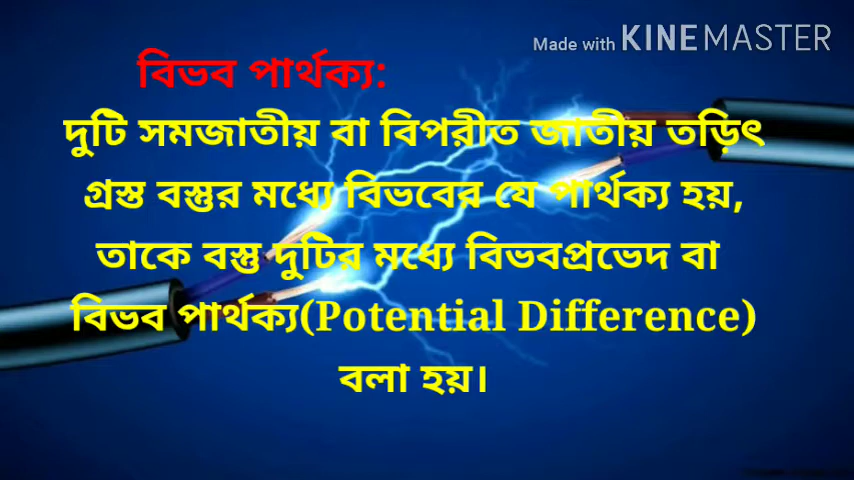 Made with KINEMASTER
বিভব পার্থক্য:
দুটি সমজাতীয় বা বিপরীত জাতীয় তড়িৎ
গ্রস্ত বস্তুর মধ্যে বিভবের যে পার্থক্য হয়,
তাকে বস্তু দুটির মধ্যে বিভবপ্রভেদ বা
বিভব পার্থক্য(Potential Difference)
বলা হয়।